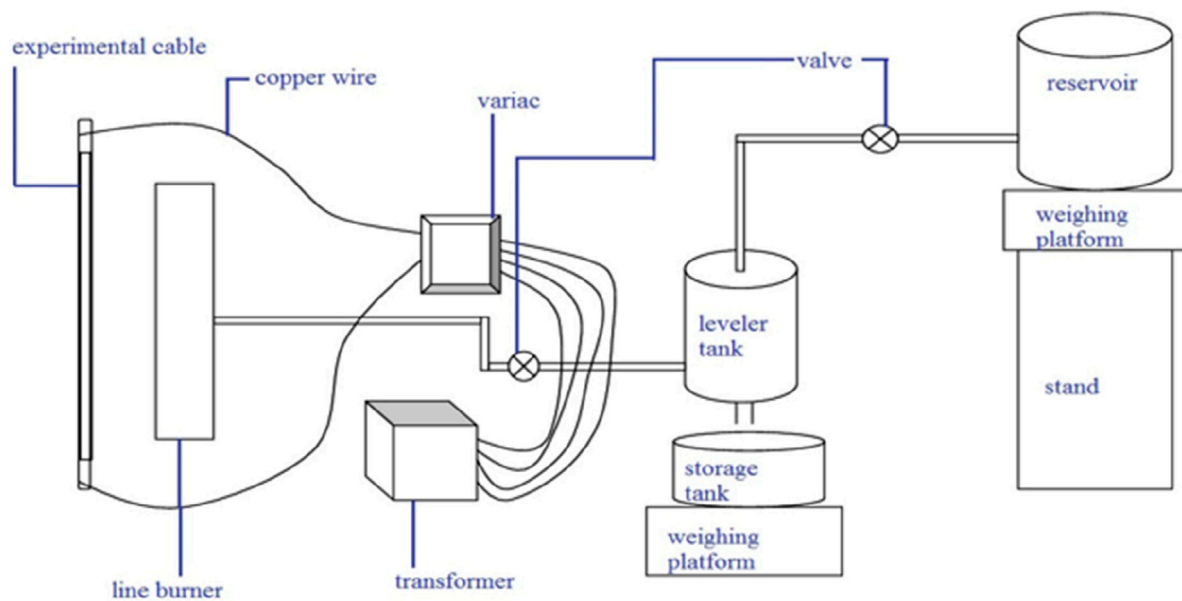 experimental cable
copper wire
variac
valve
reservoir
weighing
platform
leveler
tank
stand
storage
tank
weighing
platform
line burner
transformer